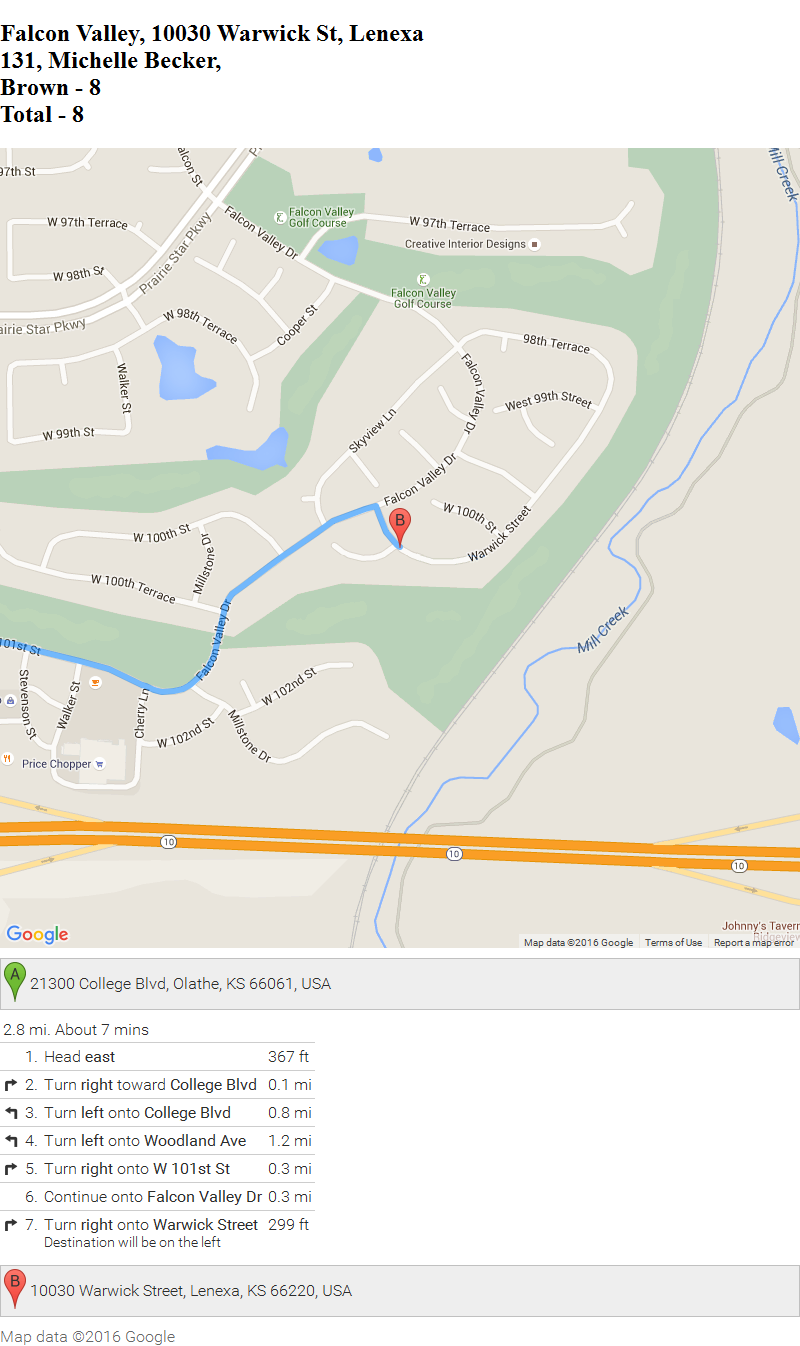 Falcon Valley, 10030 Warwick St, Lenexa
131, Michelle Becker,
Brown - 8
Total - 8
97th St
Falcon St
Mill Creek
W 97th Terrace
Falcon Valley Dr
Falcon Valley
Golf Course
W 97th Terrace
Creative Interior Designs
Prairie Star Pkwy
W 98th St
Falcon Valley
Golf Course
airie Star Pkwy
W 98th Terrace
Cooper St
98th Terrace
Walker St
Falcon Valley Dr
West 99th Street
W 99th St
Skyview Ln
Falcon Valley Dr
B
W 100th St
Warwick Street
W 100th St
Millstone Dr
W 100th Terrace
Falcon Valley Dr
Mill Creek
101st St
Stevenson St
Walker St
Cherry Ln
W 102nd St
W 102nd St
Millstone Dr
Price Chopper
10
10
10
Johnny's Tavern
Ridgeview
Google
Map data ©2016 Google Terms of Use Report a map error
A 21300 College Blvd, Olathe, KS 66061, USA
2.8 mi. About 7 mins
1. Head east 367 ft
2. Turn right toward College Blvd 0.1 mi
3. Turn left onto College Blvd 0.8 mi
4. Turn left onto Woodland Ave 1.2 mi
5. Turn right onto W 101st St 0.3 mi
6. Continue onto Falcon Valley Dr 0.3 mi
7. Turn right onto Warwick Street 299 ft
Destination will be on the left
B 10030 Warwick Street, Lenexa, KS 66220, USA
Map data ©2016 Google